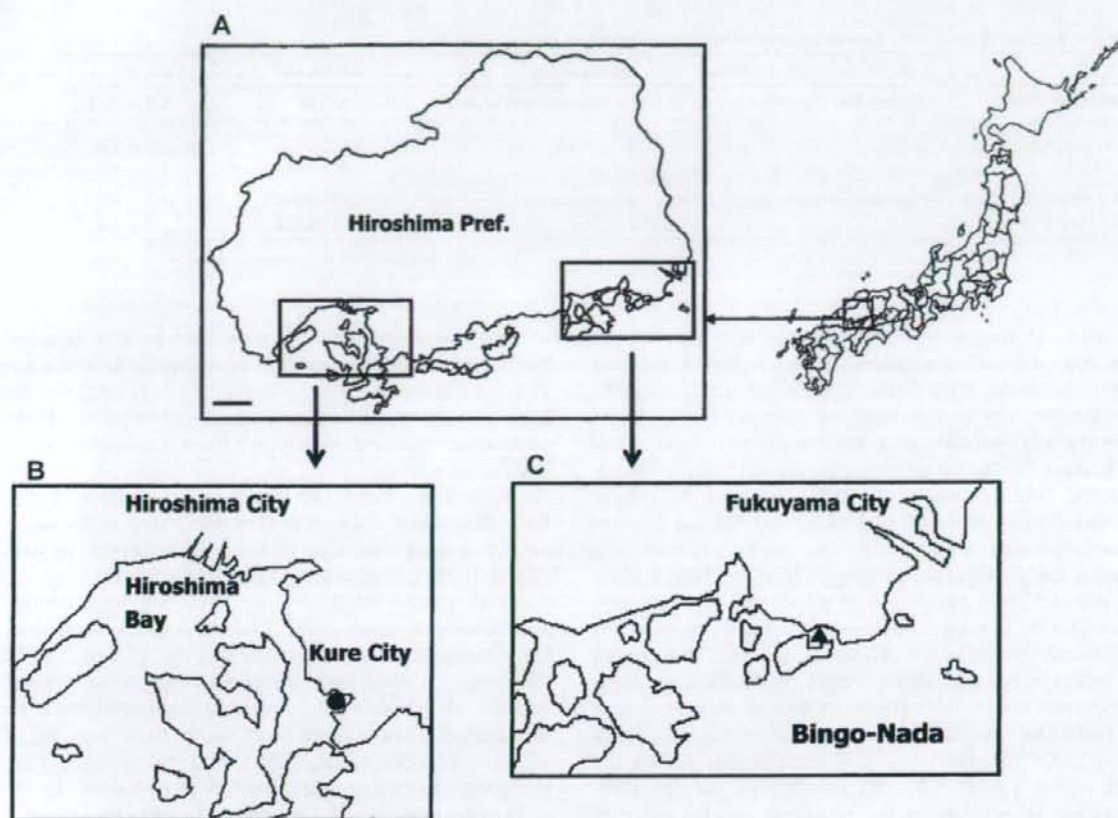 A
Hiroshima Pref.
B
Hiroshima City
Hiroshima
Bay
Kure City
C
Fukuyama City
Bingo-Nada